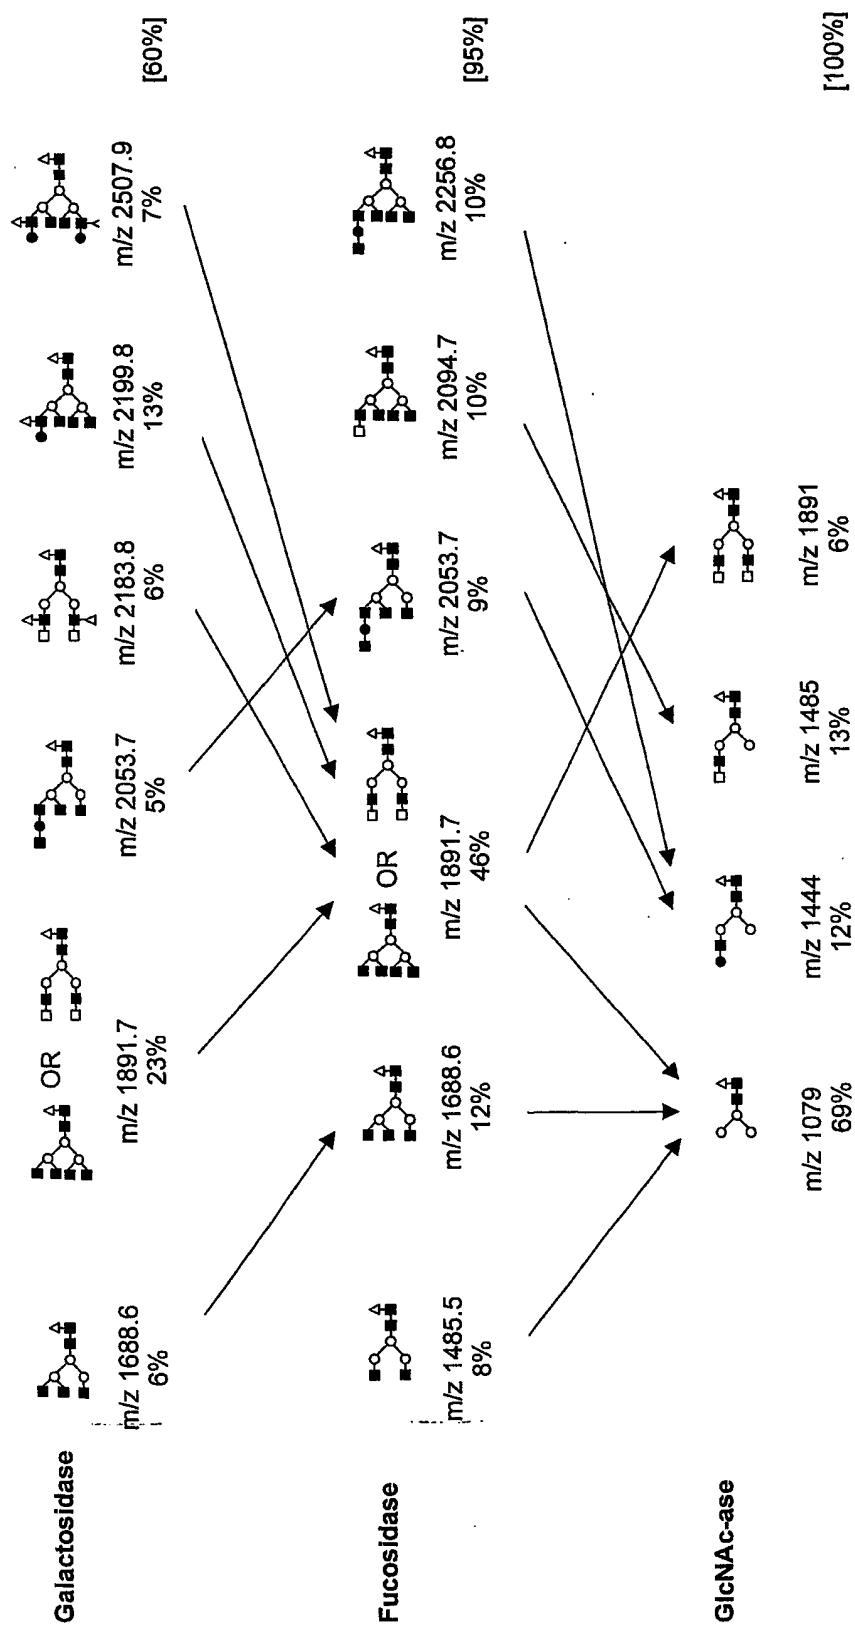 Galactosidase
m/z 1688.6
6%
OR
m/z 1891.7
23%
m/z 2053.7
5%
m/z 2183.8
6%
m/z 2199.8
13%
m/z 2507.9
7%
[60%]
Fucosidase
m/z 1485.5
8%
m/z 1688.6
12%
OR
m/z 1891.7
46%
m/z 2053.7
9%
m/z 2094.7
10%
m/z 2256.8
10%
[95%]
GlcNAc-ase
m/z 1079
69%
m/z 1444
12%
m/z 1485
13%
m/z 1891
6%
[100%]